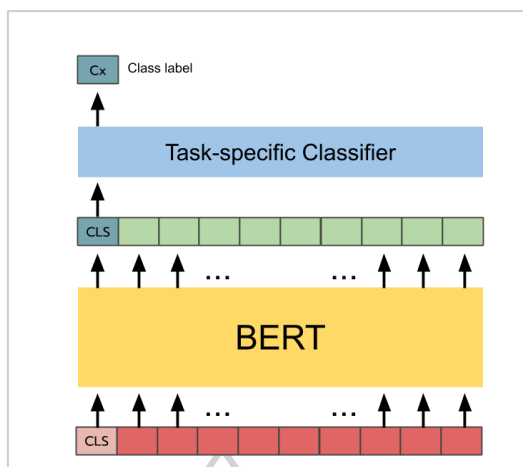 Cx Class label
Task-specific Classifier
CLS
... ...
BERT
... ...
CLS